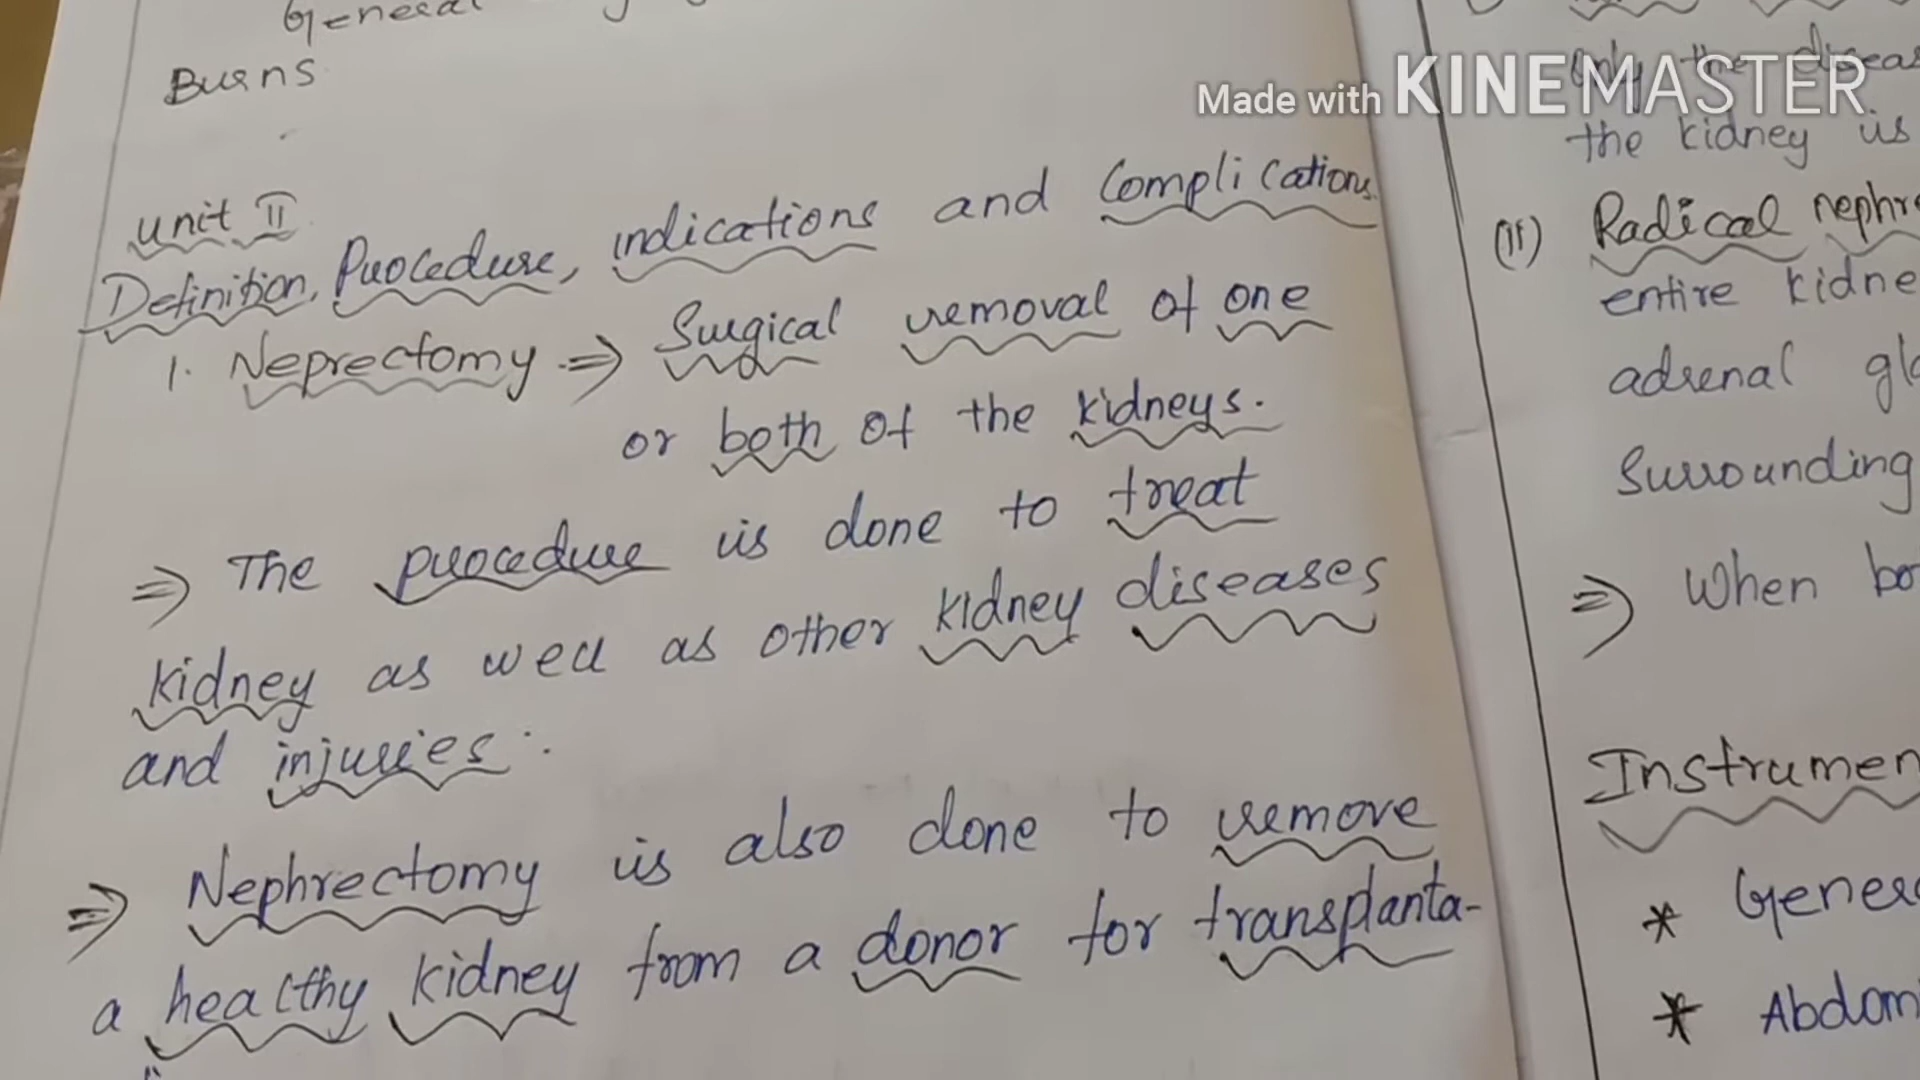 Burns
unit II
Definition, Procedure, indications and Complications.
1. Neprectomy ⇒ Surgical removal of one
or both of the kidneys.
⇒ The procedure is done to treat
kidney as well as other kidney diseases
and injuries.
⇒ Nephrectomy is also done to remove
a healthy kidney from a donor for transplanta-
Made with KINEMASTER
Only the
the kidney is
(II) Radical
entire
adrenal
Surrounding
⇒ When
*
*